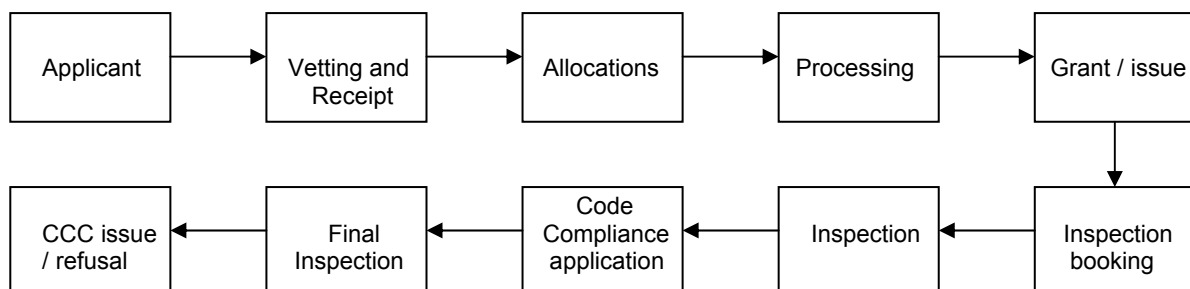 Applicant
Vetting and
Receipt
Allocations
Processing
Grant / issue
Inspection
booking
Inspection
Code
Compliance
application
Final
Inspection
CCC issue
/ refusal